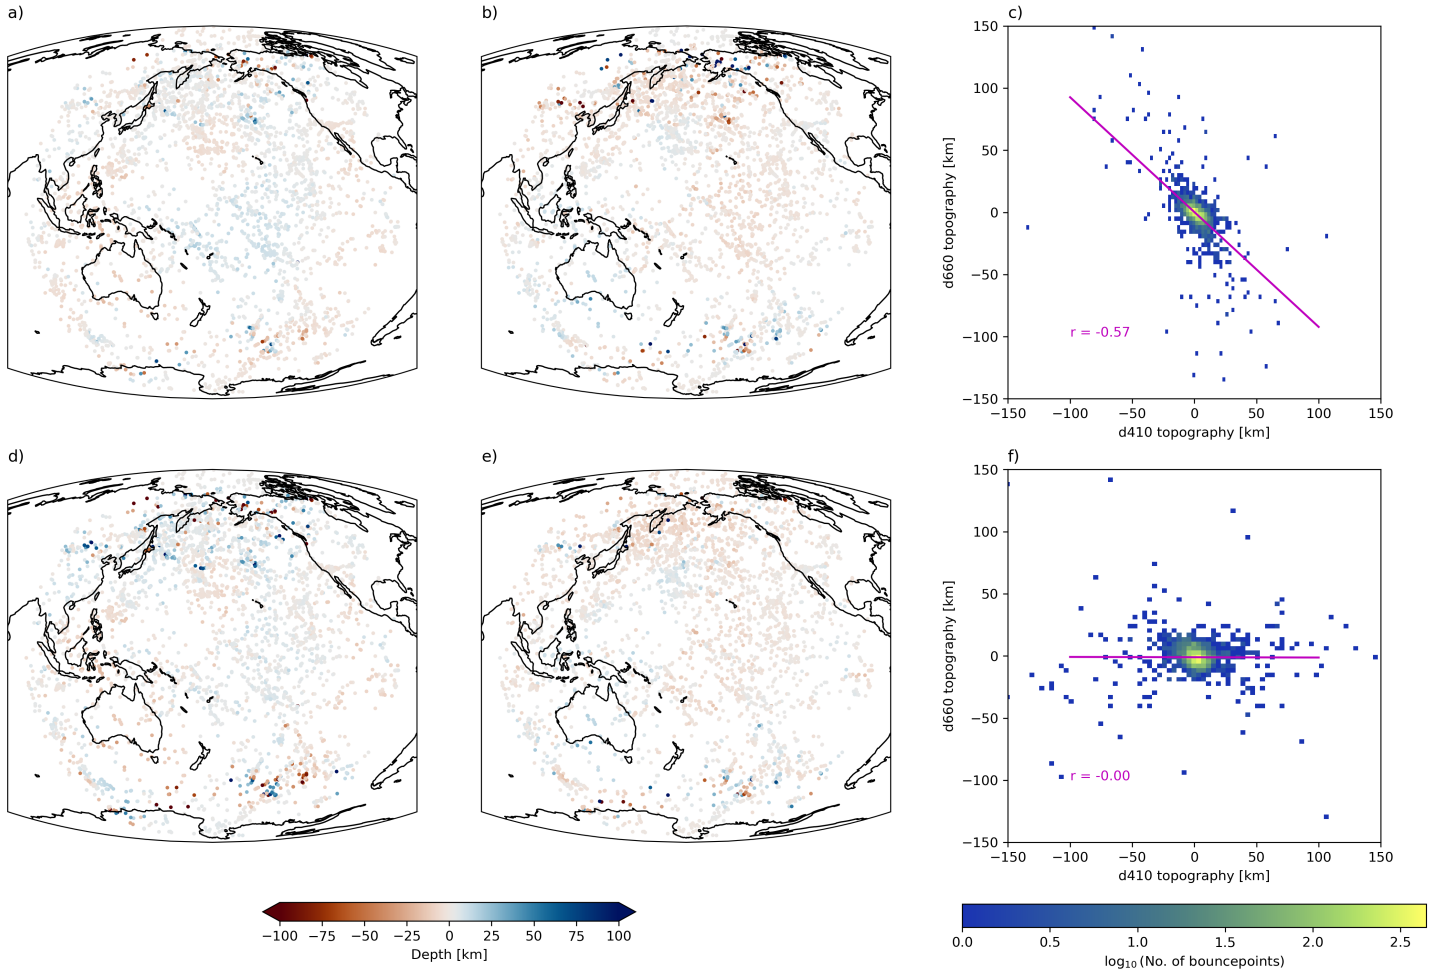 a)
b)
c)
150
100
50
0
−50
−100
−150
d660 topography [km]
r = -0.57
−150 −100 −50 0 50 100 150
d410 topography [km]
d)
e)
f)
150
100
50
0
−50
−100
−150
d660 topography [km]
r = -0.00
−150 −100 −50 0 50 100 150
d410 topography [km]
−100 −75 −50 −25 0 25 50 75 100
Depth [km]
0.0 0.5 1.0 1.5 2.0 2.5
log₁₀(No. of bouncepoints)